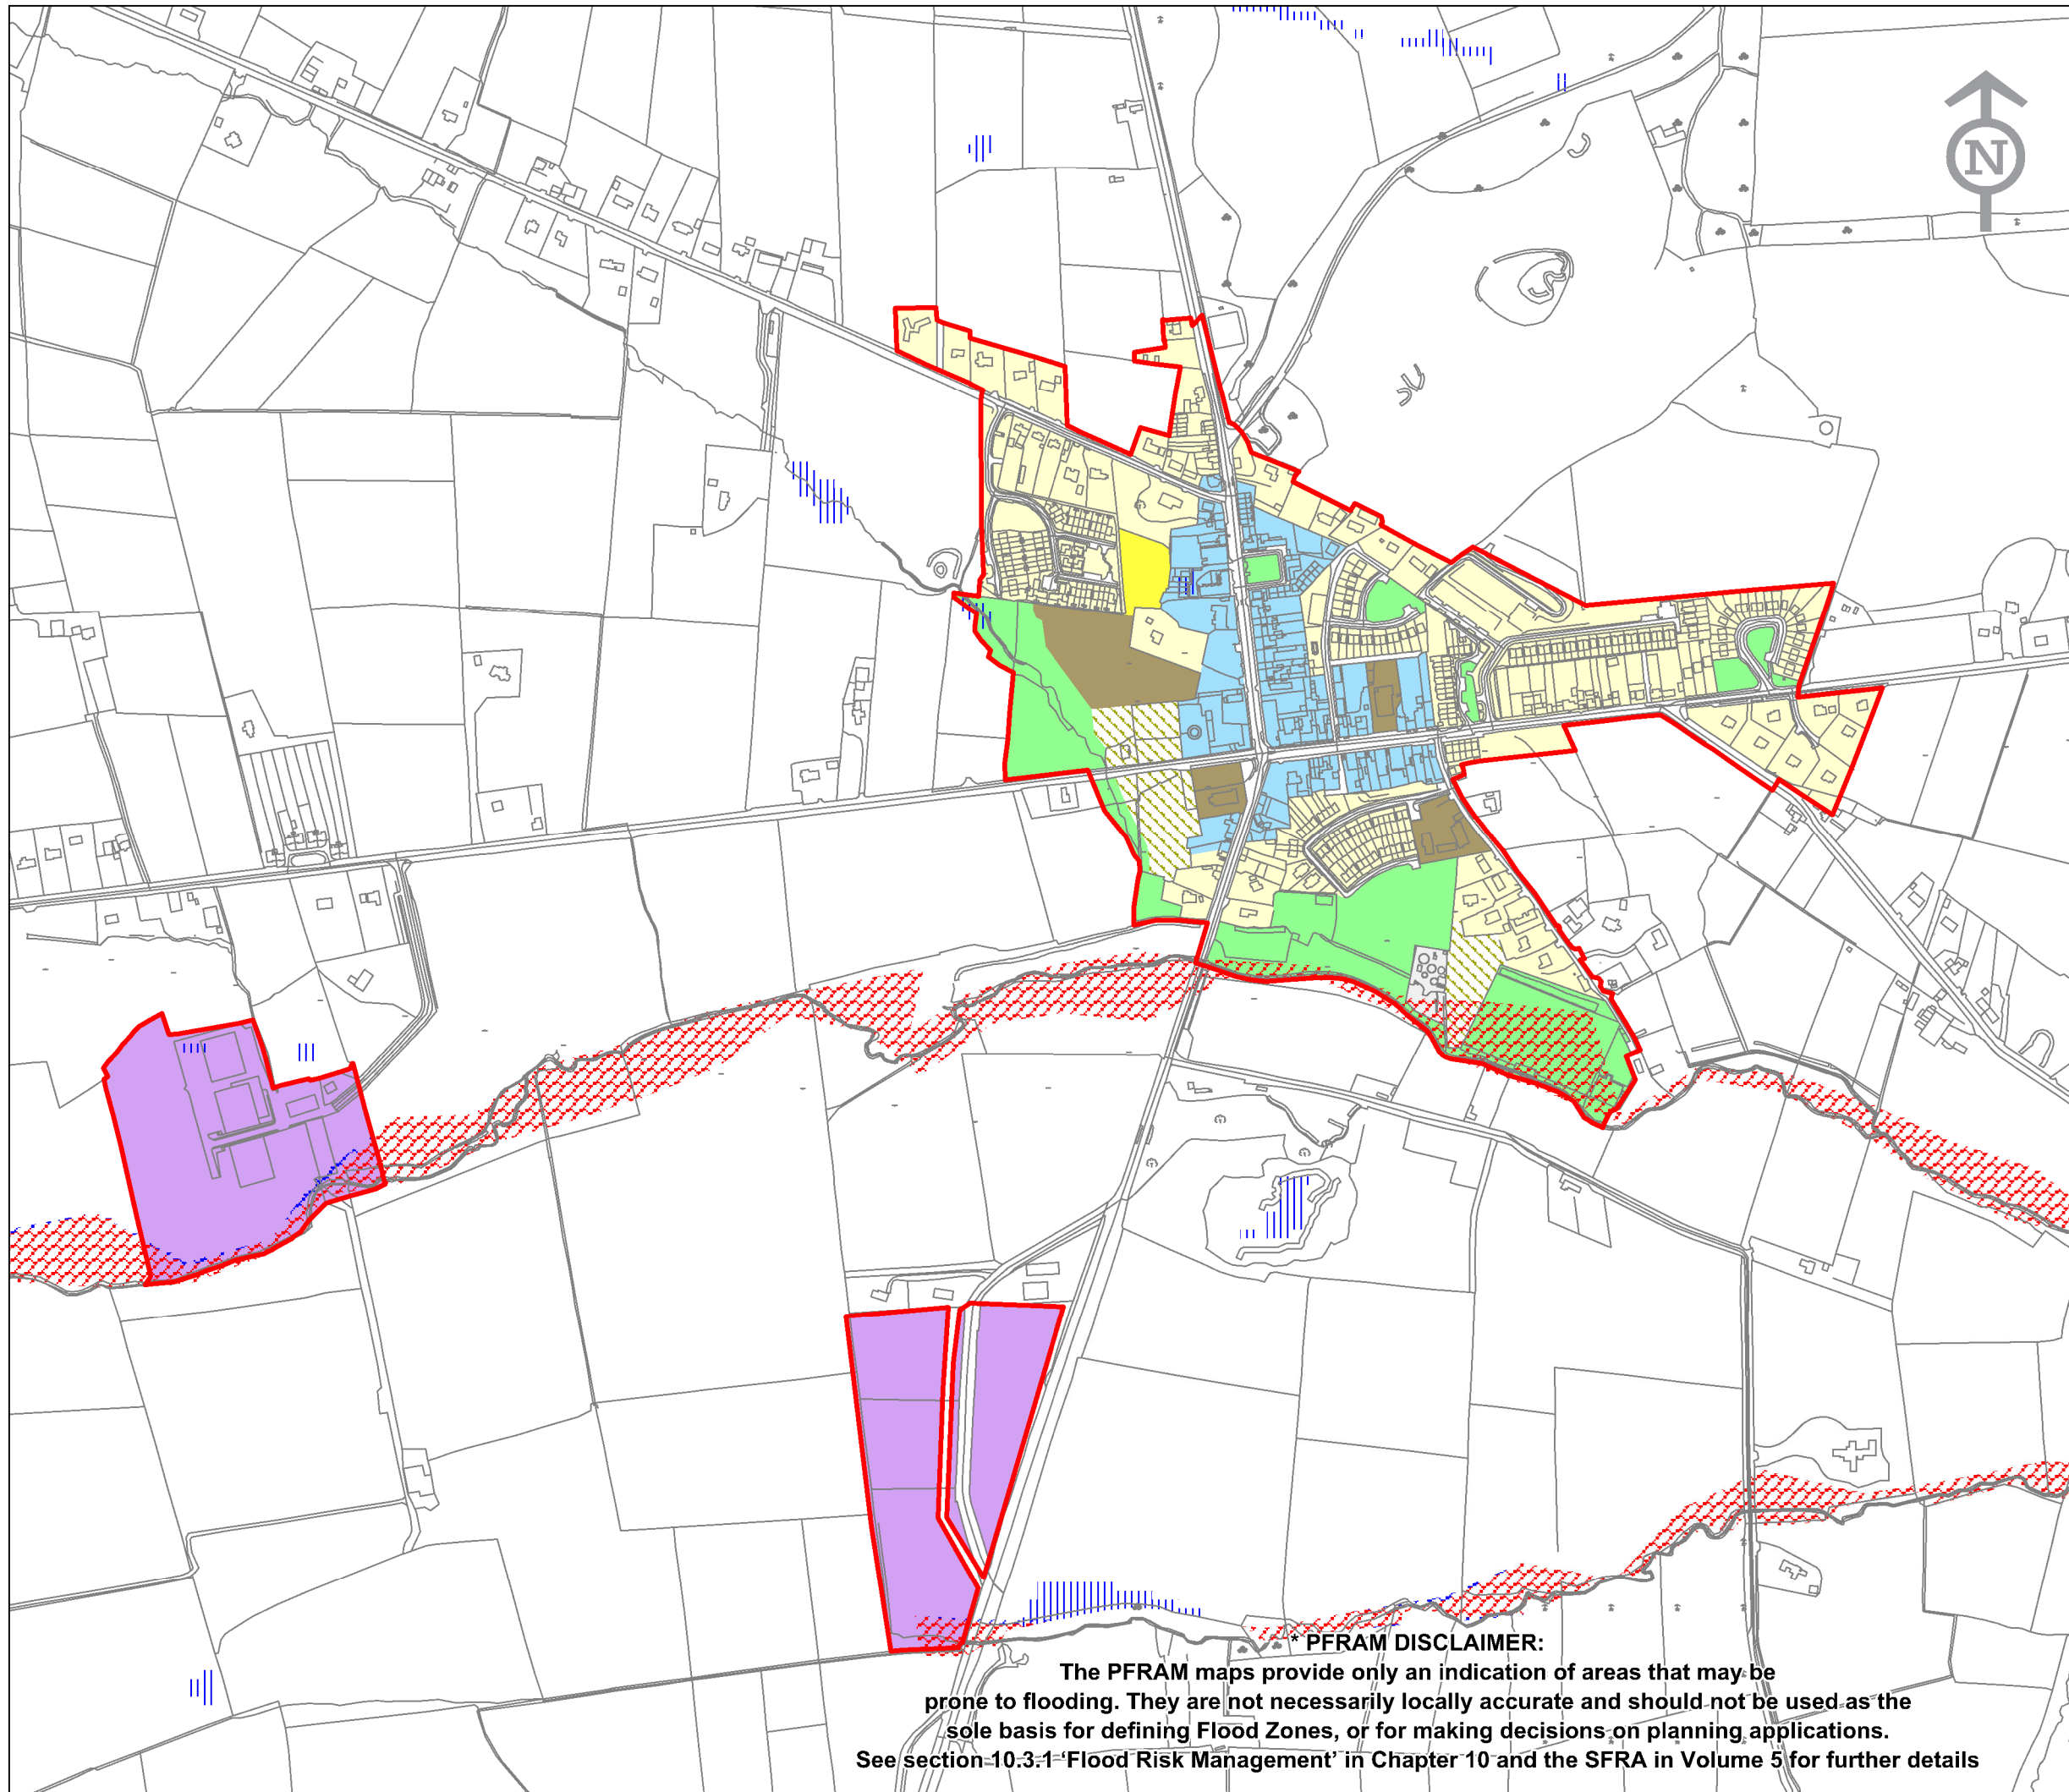 N
* PFRAM DISCLAIMER:
The PFRAM maps provide only an indication of areas that may be
prone to flooding. They are not necessarily locally accurate and should not be used as the
sole basis for defining Flood Zones, or for making decisions on planning applications.
See section 10.3.1 ‘Flood Risk Management’ in Chapter 10 and the SFRA in Volume 5 for further details